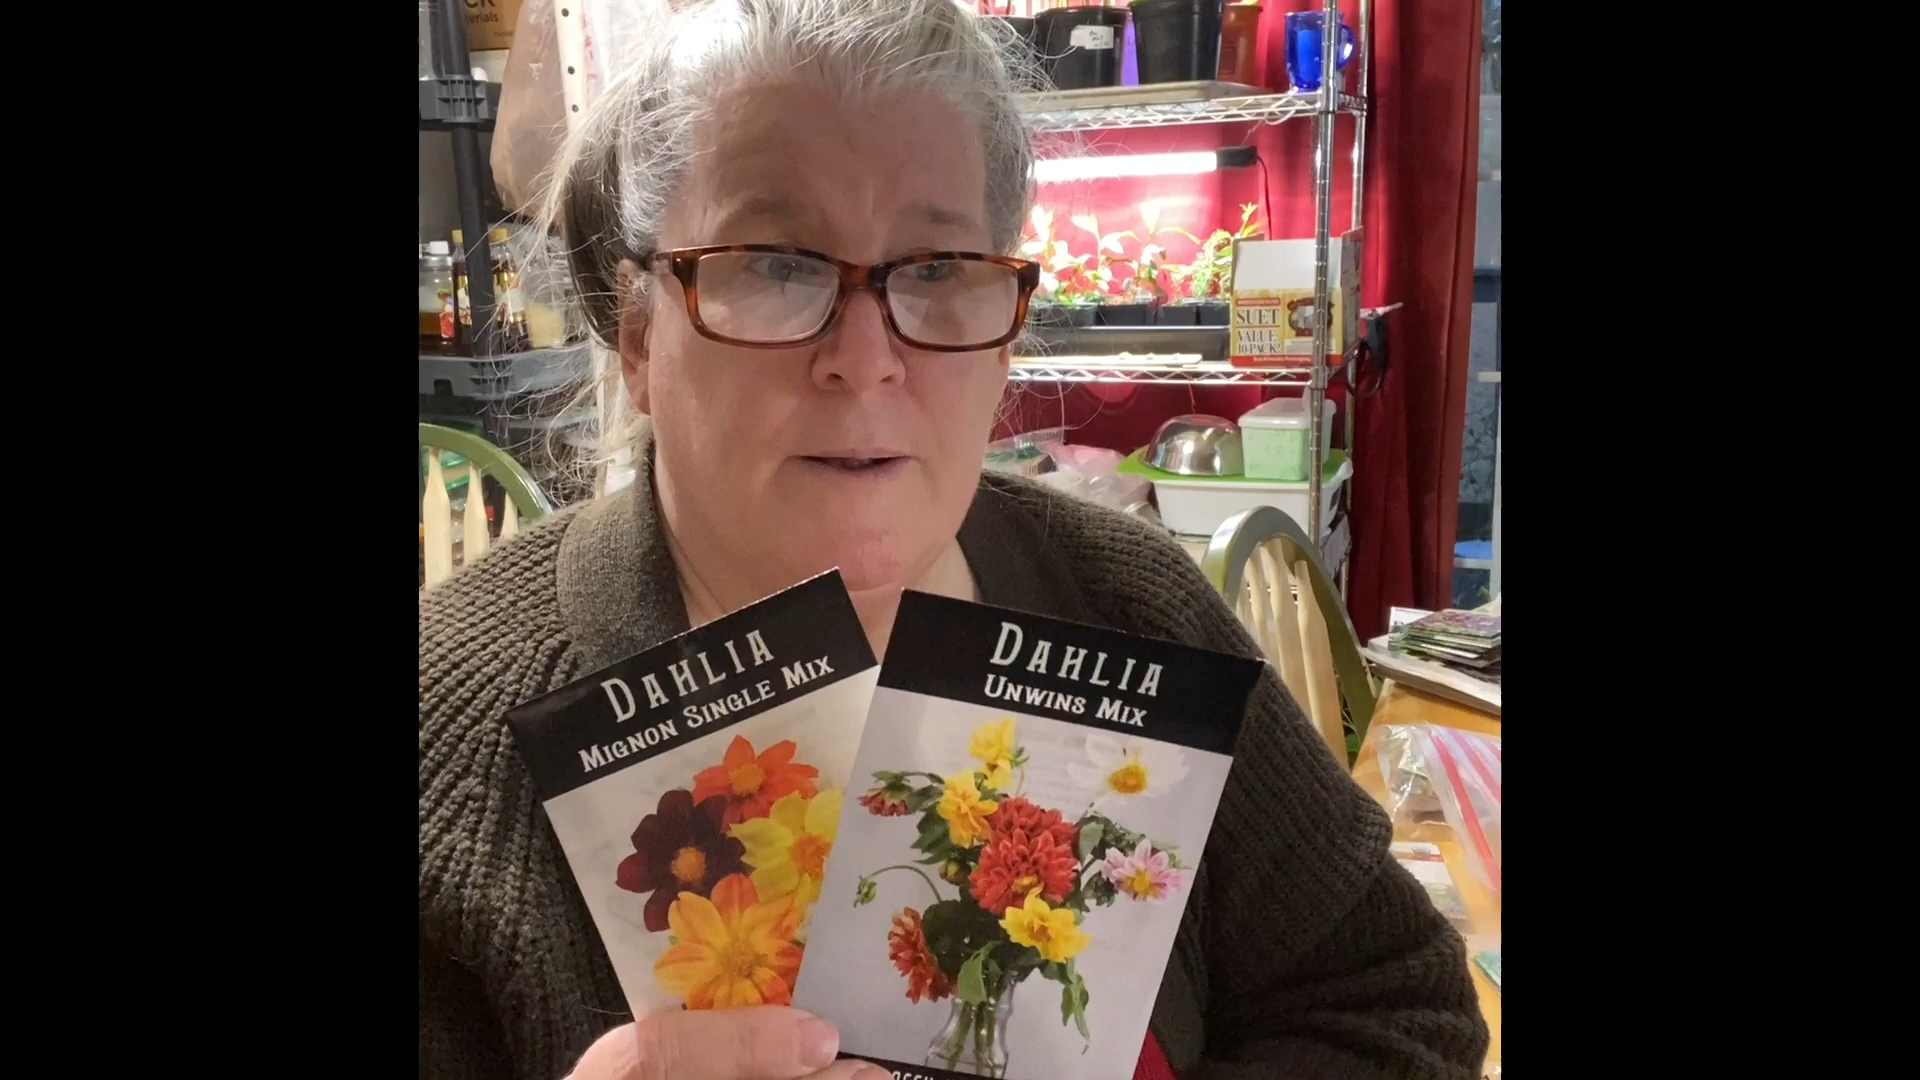 DAHLIA
MIGNON SINGLE MIX
DAHLIA
UNWINS MIX
SUET
VALUE
10-PACK!